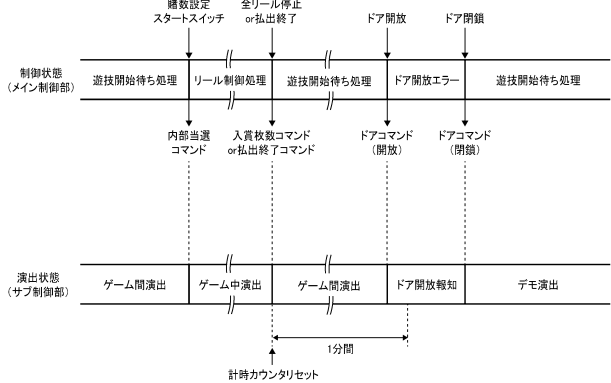 賭数設定
スタートスイッチ
全リール停止
or払出終了
ドア開放
ドア閉鎖
制御状態
(メイン制御部)
遊技開始待ち処理
リール制御処理
遊技開始待ち処理
ドア開放エラー
遊技開始待ち処理
内部当選
コマンド
入賞枚数コマンド
or払出終了コマンド
ドアコマンド
(開放)
ドアコマンド
(閉鎖)
演出状態
(サブ制御部)
ゲーム間演出
ゲーム中演出
ゲーム間演出
ドア開放報知
デモ演出
1分間
計時カウンタリセット